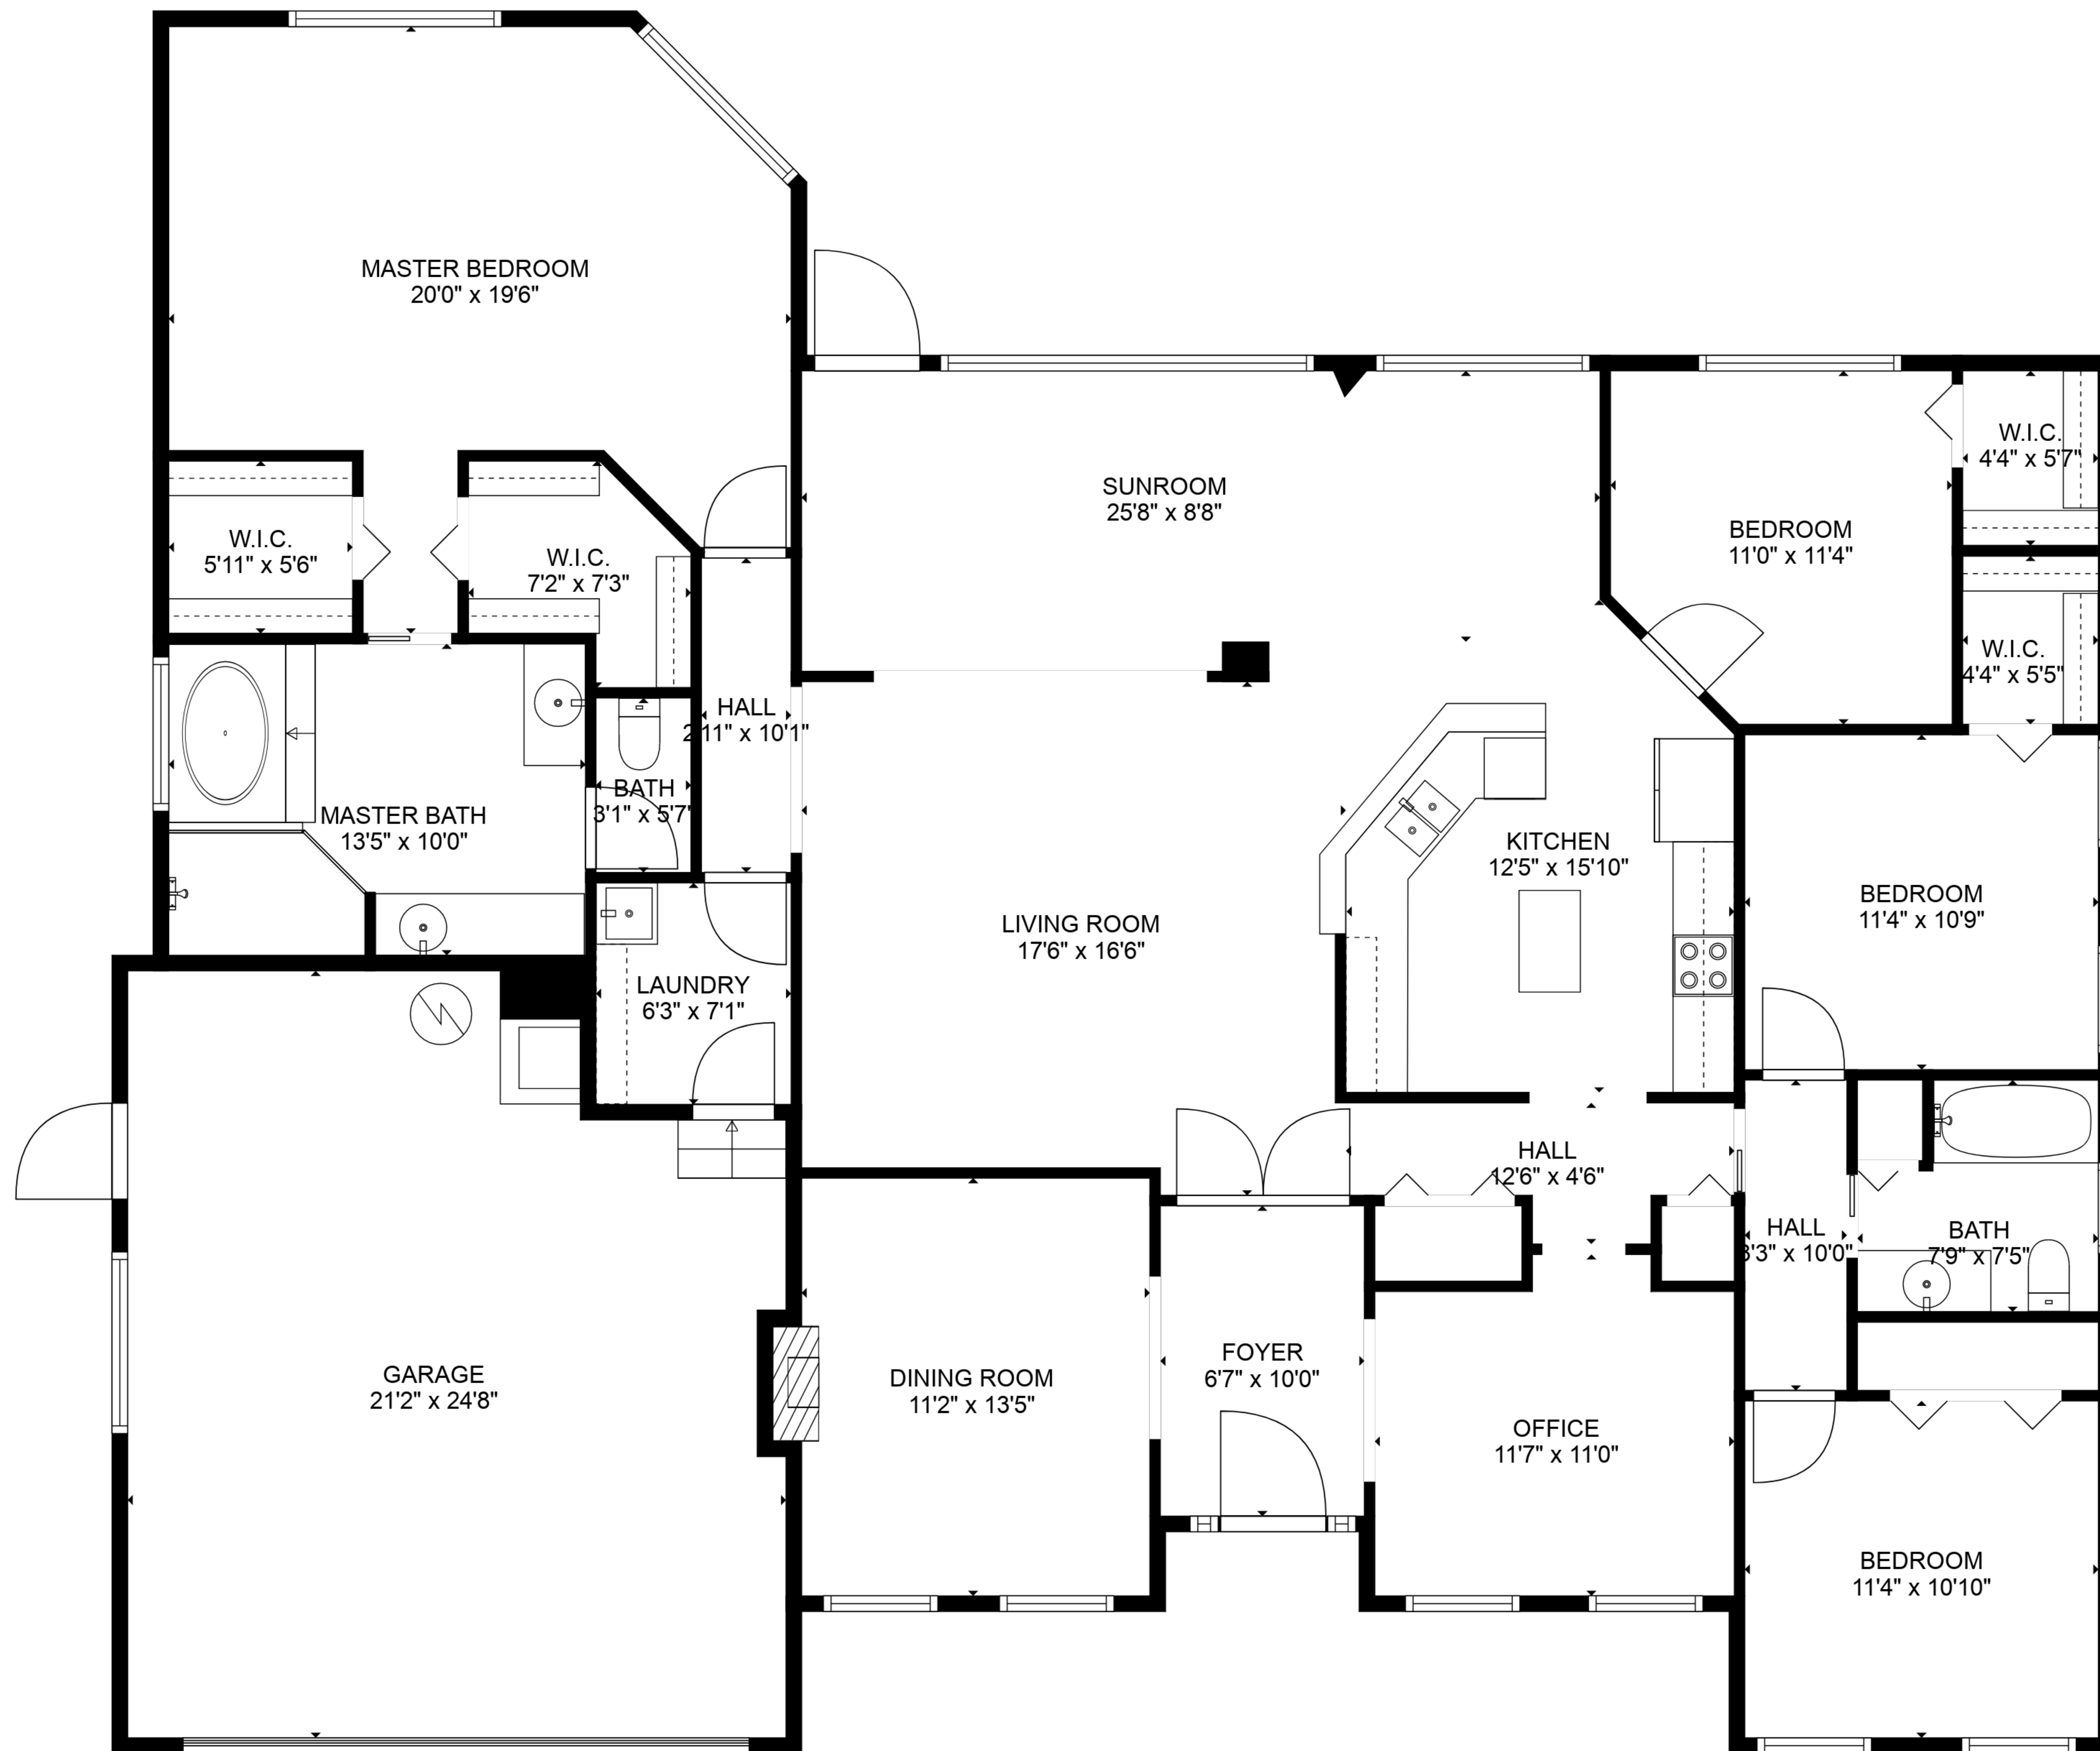 MASTER BEDROOM
20'0" x 19'6"
SUNROOM
25'8" x 8'8"
W.I.C.
4'4" x 5'7"
BEDROOM
11'0" x 11'4"
W.I.C.
5'11" x 5'6"
W.I.C.
7'2" x 7'3"
W.I.C.
4'4" x 5'5"
HALL
2'11" x 10'1"
BATH
3'1" x 5'7"
MASTER BATH
13'5" x 10'0"
KITCHEN
12'5" x 15'10"
BEDROOM
11'4" x 10'9"
LIVING ROOM
17'6" x 16'6"
LAUNDRY
6'3" x 7'1"
HALL
12'6" x 4'6"
HALL
3'3" x 10'0"
BATH
7'9" x 7'5"
GARAGE
21'2" x 24'8"
DINING ROOM
11'2" x 13'5"
FOYER
6'7" x 10'0"
OFFICE
11'7" x 11'0"
BEDROOM
11'4" x 10'10"